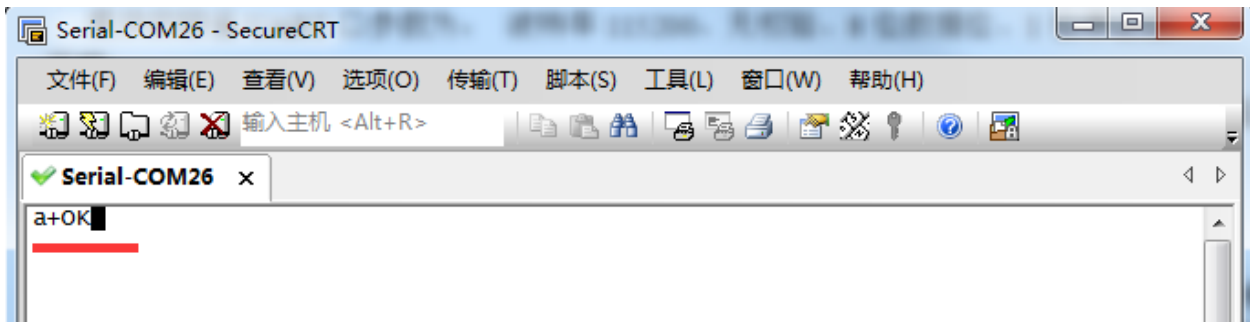 Serial-COM26 - SecureCRT
文件(F) 编辑(E) 查看(V) 选项(O) 传输(T) 脚本(S) 工具(L) 窗口(W) 帮助(H)
输入主机 <Alt+R>
Serial-COM26
a+OK